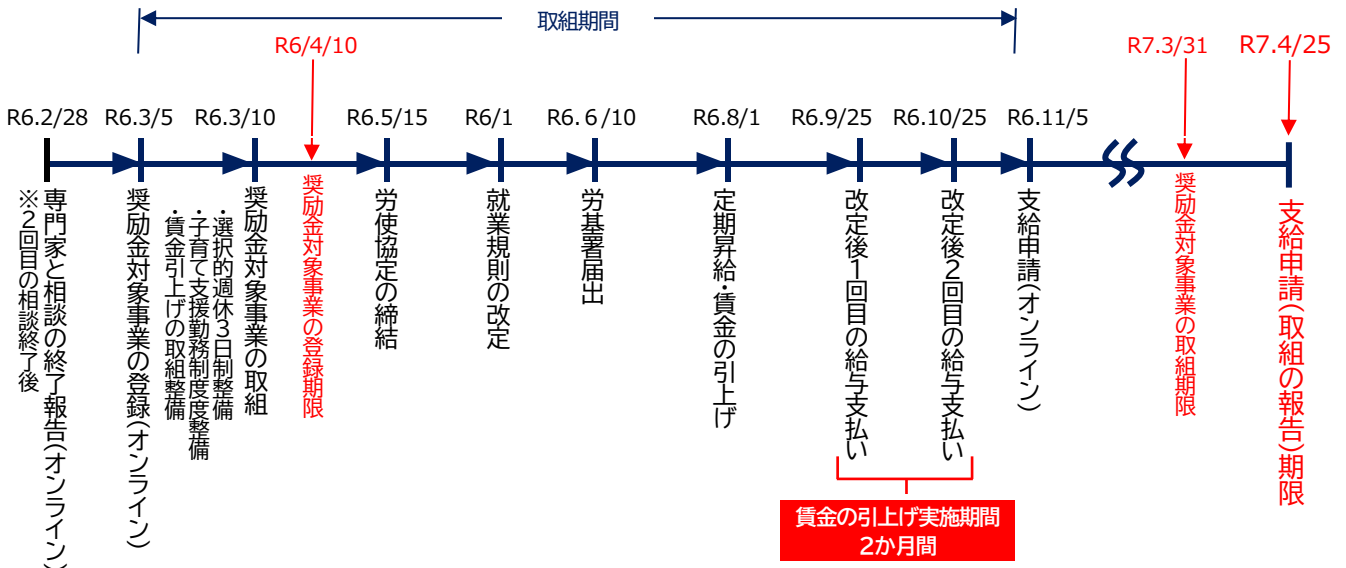 取組期間
R6/4/10
R7.3/31
R7.4/25
R6.2/28
R6.3/5
R6.3/10
R6.5/15
R6/1
R6.6/10
R6.8/1
R6.9/25
R6.10/25
R6.11/5
専門家と相談の終了報告(オンライン)
※2回目の相談終了後
奨励金対象事業の登録(オンライン)
奨励金対象事業の取組
・選択的週休3日制整備
・子育て支援勤務制度度整備
・賃金引上げの取組整備
奨励金対象事業の登録期限
労使協定の締結
就業規則の改定
労基署届出
定期昇給・賃金の引上げ
改定後1回目の給与支払い
改定後2回目の給与支払い
支給申請(オンライン)
奨励金対象事業の取組期限
支給申請(取組の報告)期限
賃金の引上げ実施期間
2か月間